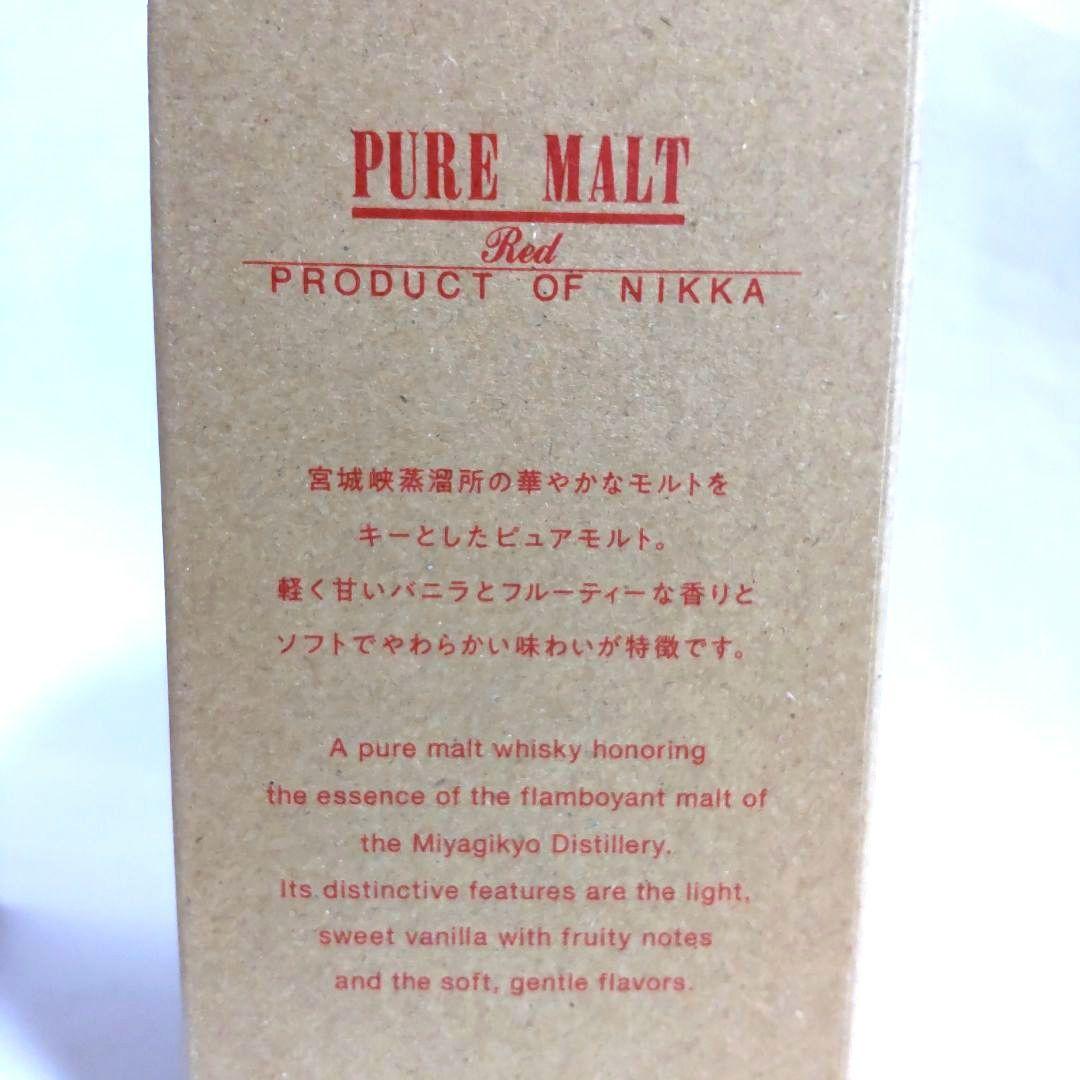 PURE MALT
Red
PRODUCT OF NIKKA
宮城峡蒸溜所の華やかなモルトを
キーとしたピュアモルト。
軽く甘いバニラとフルーティーな香りと
ソフトでやわらかい味わいが特徴です。
A pure malt whisky honoring
the essence of the flamboyant malt of
the Miyagikyo Distillery.
Its distinctive features are the light,
sweet vanilla with fruity notes
and the soft, gentle flavors.